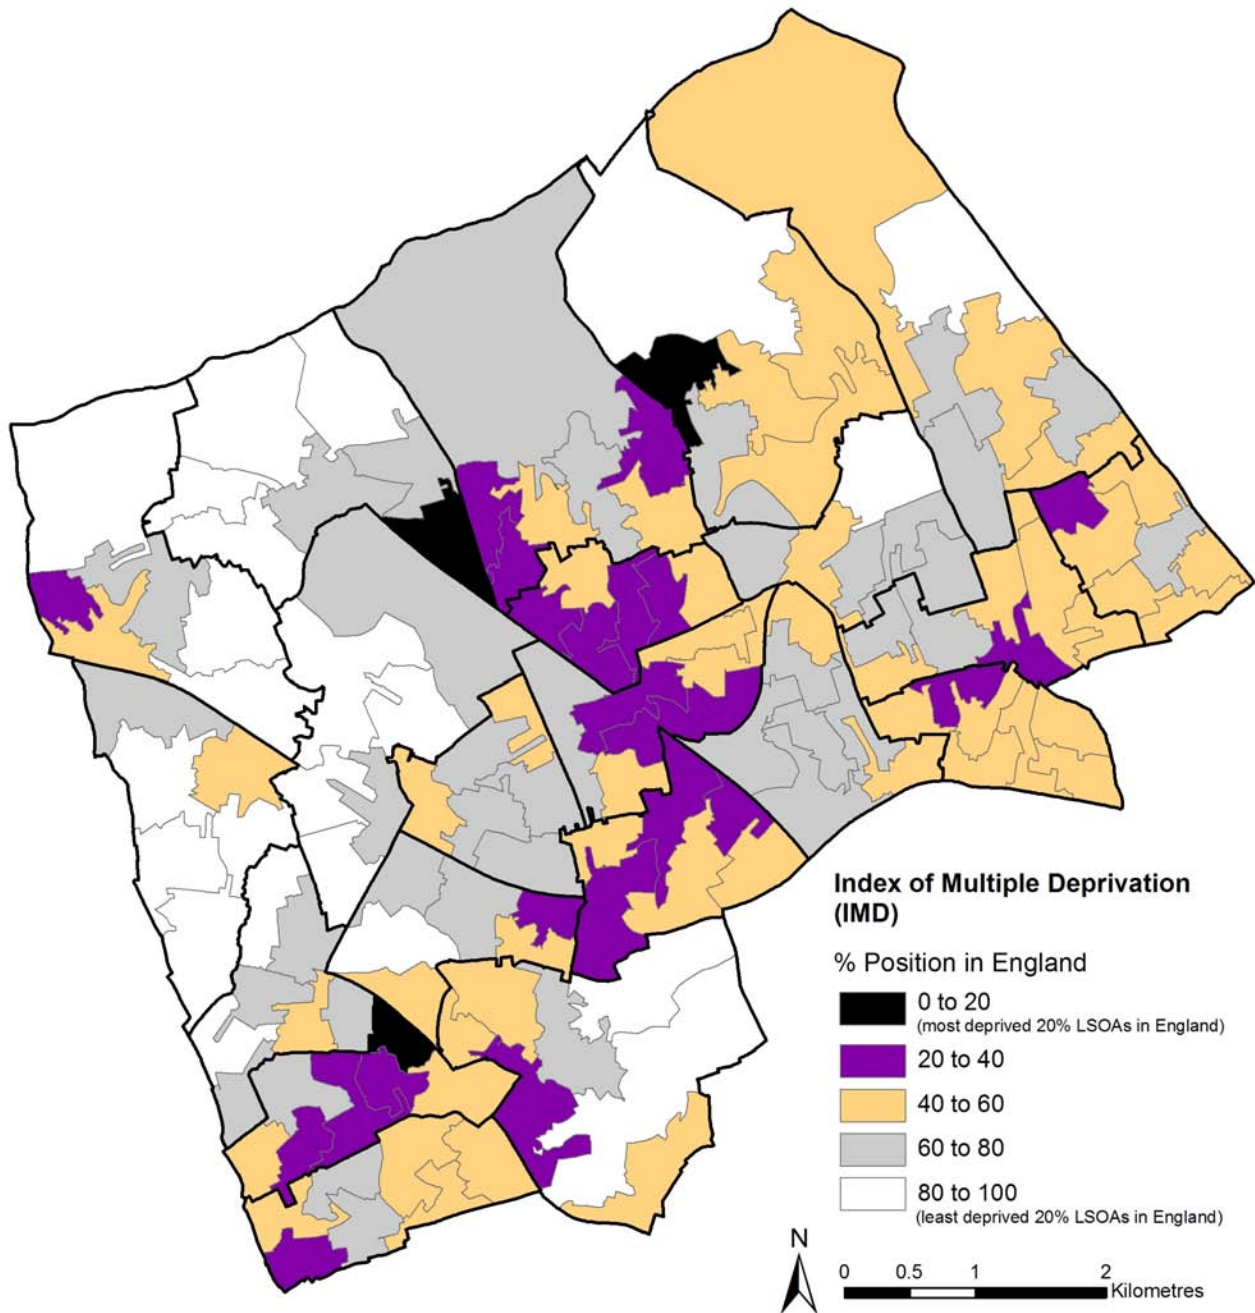 Index of Multiple Deprivation
(IMD)
% Position in England
0 to 20
(most deprived 20% LSOAs in England)
20 to 40
40 to 60
60 to 80
80 to 100
(least deprived 20% LSOAs in England)
N
0 0.5 1 2
Kilometres